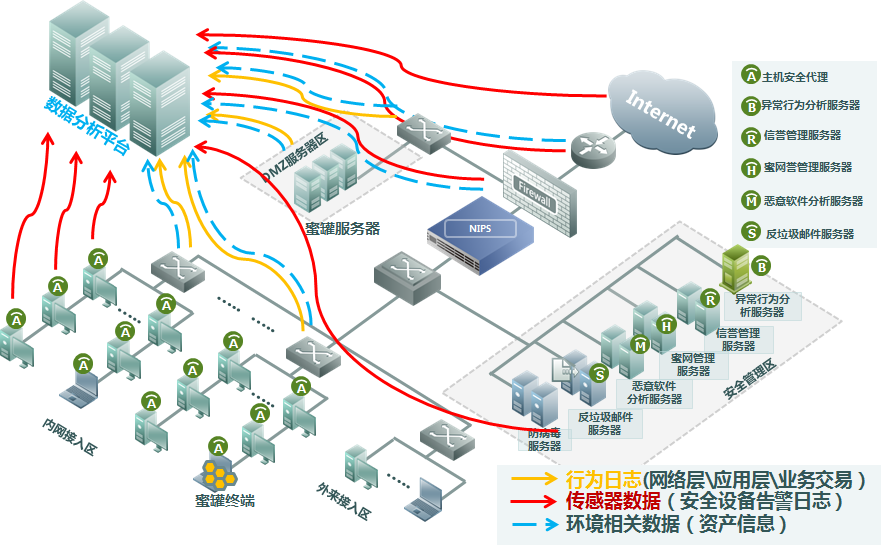 数据分析平台
DMZ服务器区
蜜罐服务器
Internet
Firewall
NIPS
A 主机安全代理
B 异常行为分析服务器
R 信誉管理服务器
H 蜜网誉管理服务器
M 恶意软件分析服务器
S 反垃圾邮件服务器
A
A
A
A
A
A
A
A
A
A
A
A
A
B
异常行为分
析服务器
R
信誉管理
服务器
H
蜜网管理
服务器
M
恶意软件
分析服务器
S
反垃圾邮件
服务器
防病毒
服务器
安全管理区
内网接入区
蜜罐终端
外来接入区
行为日志(网络层\应用层\业务交易）
传感器数据（安全设备告警日志）
环境相关数据（资产信息）